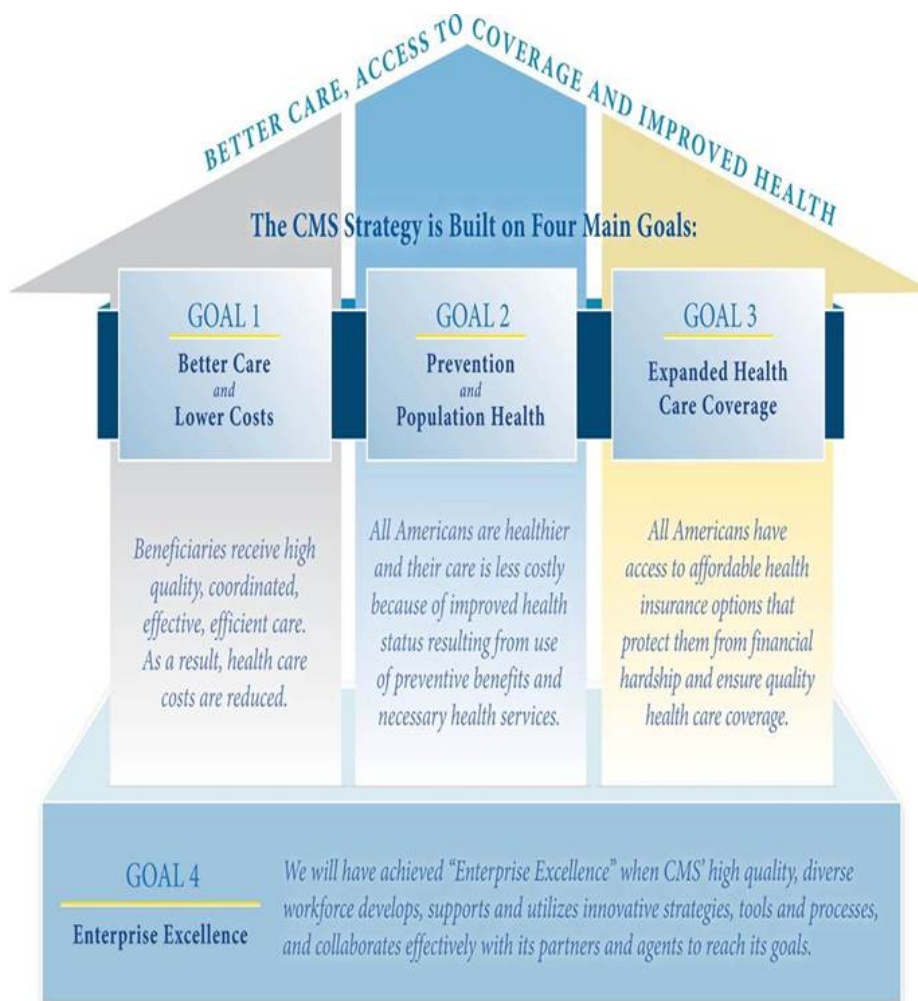 BETTER CARE, ACCESS TO COVERAGE AND IMPROVED HEALTH
The CMS Strategy is Built on Four Main Goals:
GOAL 1
Better Care
and
Lower Costs
Beneficiaries receive high
quality, coordinated,
effective, efficient care.
As a result, health care
costs are reduced.
GOAL 2
Prevention
and
Population Health
All Americans are healthier
and their care is less costly
because of improved health
status resulting from use
of preventive benefits and
necessary health services.
GOAL 3
Expanded Health
Care Coverage
All Americans have
access to affordable health
insurance options that
protect them from financial
hardship and ensure quality
health care coverage.
GOAL 4
Enterprise Excellence
We will have achieved “Enterprise Excellence” when CMS’ high quality, diverse
workforce develops, supports and utilizes innovative strategies, tools and processes,
and collaborates effectively with its partners and agents to reach its goals.